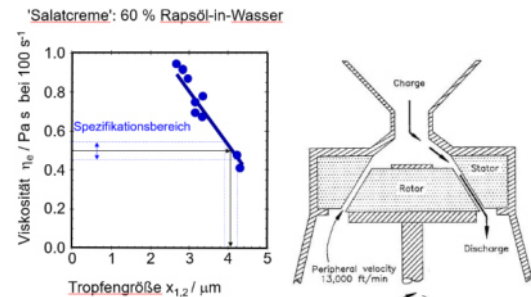 'Salatcreme': 60 % Rapsöl-in-Wasser
Viskosität ηe / Pa s bei 100 s-1
1.0
0.8
0.6
0.4
0.2
0.0
Spezifikationsbereich
0 1 2 3 4 5
Tropfengröße x1,2 / μm
Charge
Stator
Rotor
Discharge
Peripheral velocity
13,000 ft/min